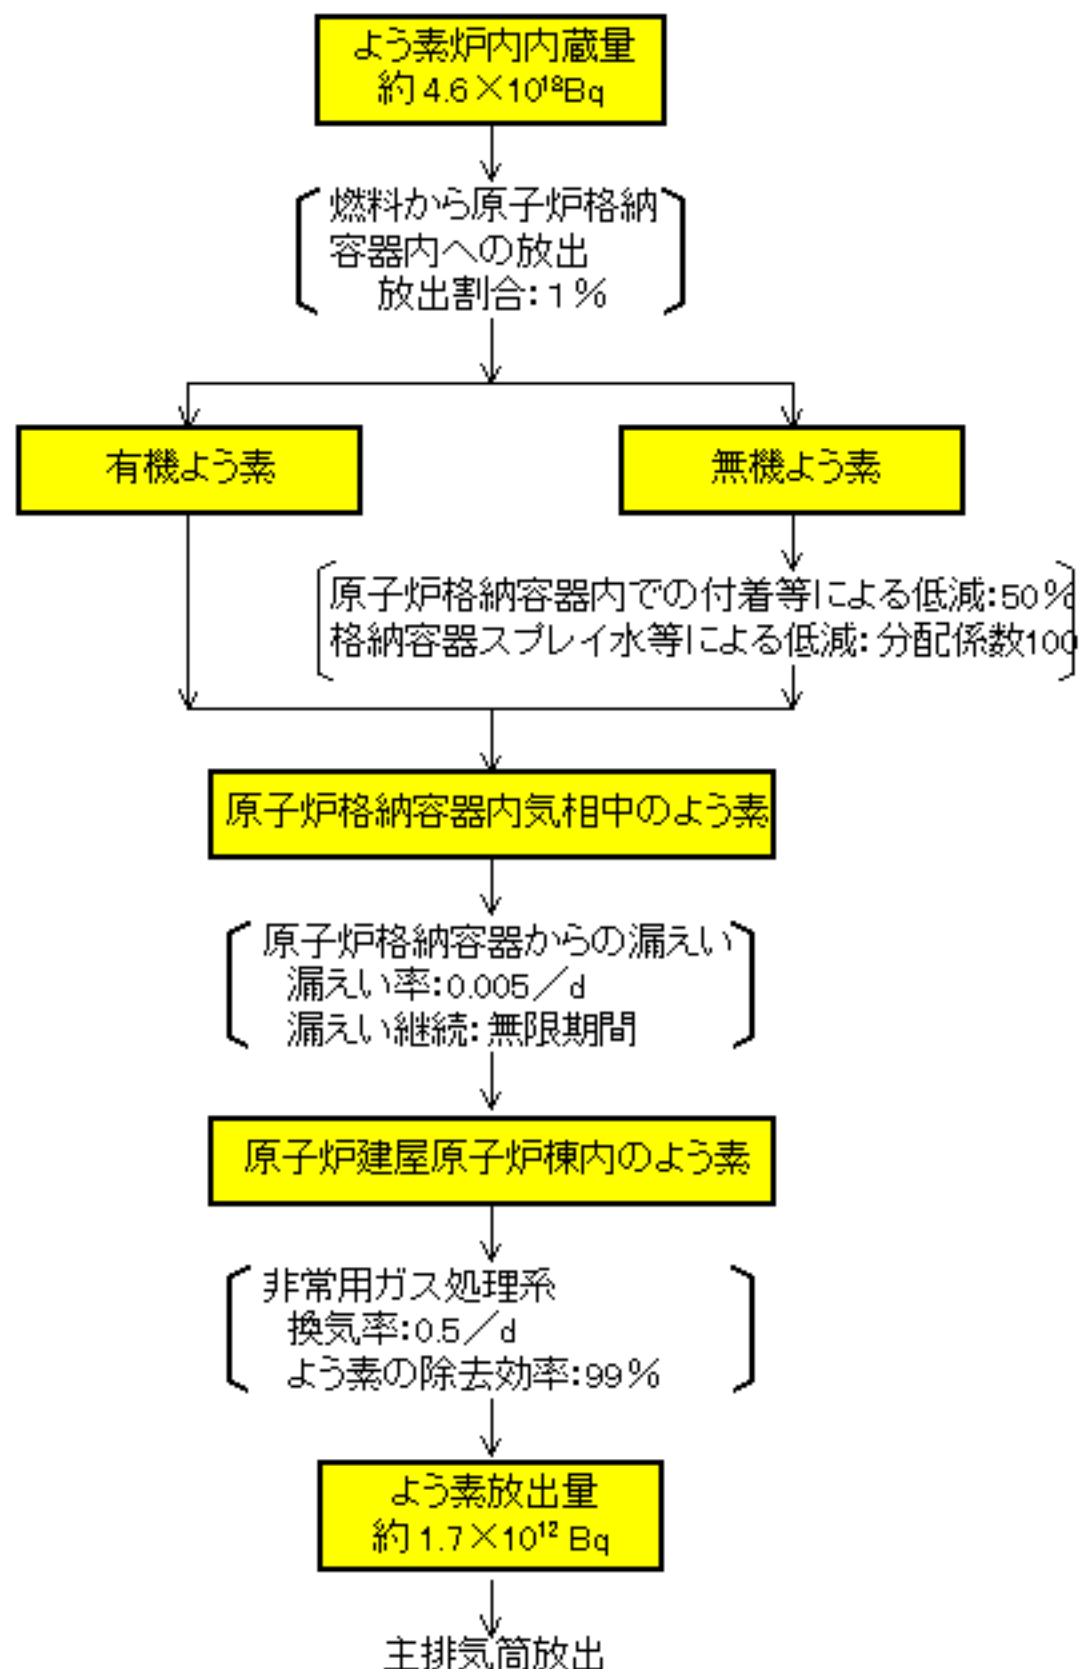 よう素炉内内蔵量
約4.6×10¹⁸Bq
燃料から原子炉格納
容器内への放出
放出割合:1%
有機よう素
無機よう素
原子炉格納容器内での付着等による低減:50%
格納容器スプレイ水等による低減:分配係数100
原子炉格納容器内気相中のよう素
原子炉格納容器からの漏えい
漏えい率:0.005/d
漏えい継続:無限期間
原子炉建屋原子炉棟内のよう素
非常用ガス処理系
換気率:0.5/d
よう素の除去効率:99%
よう素放出量
約1.7×10¹² Bq
主排気筒放出